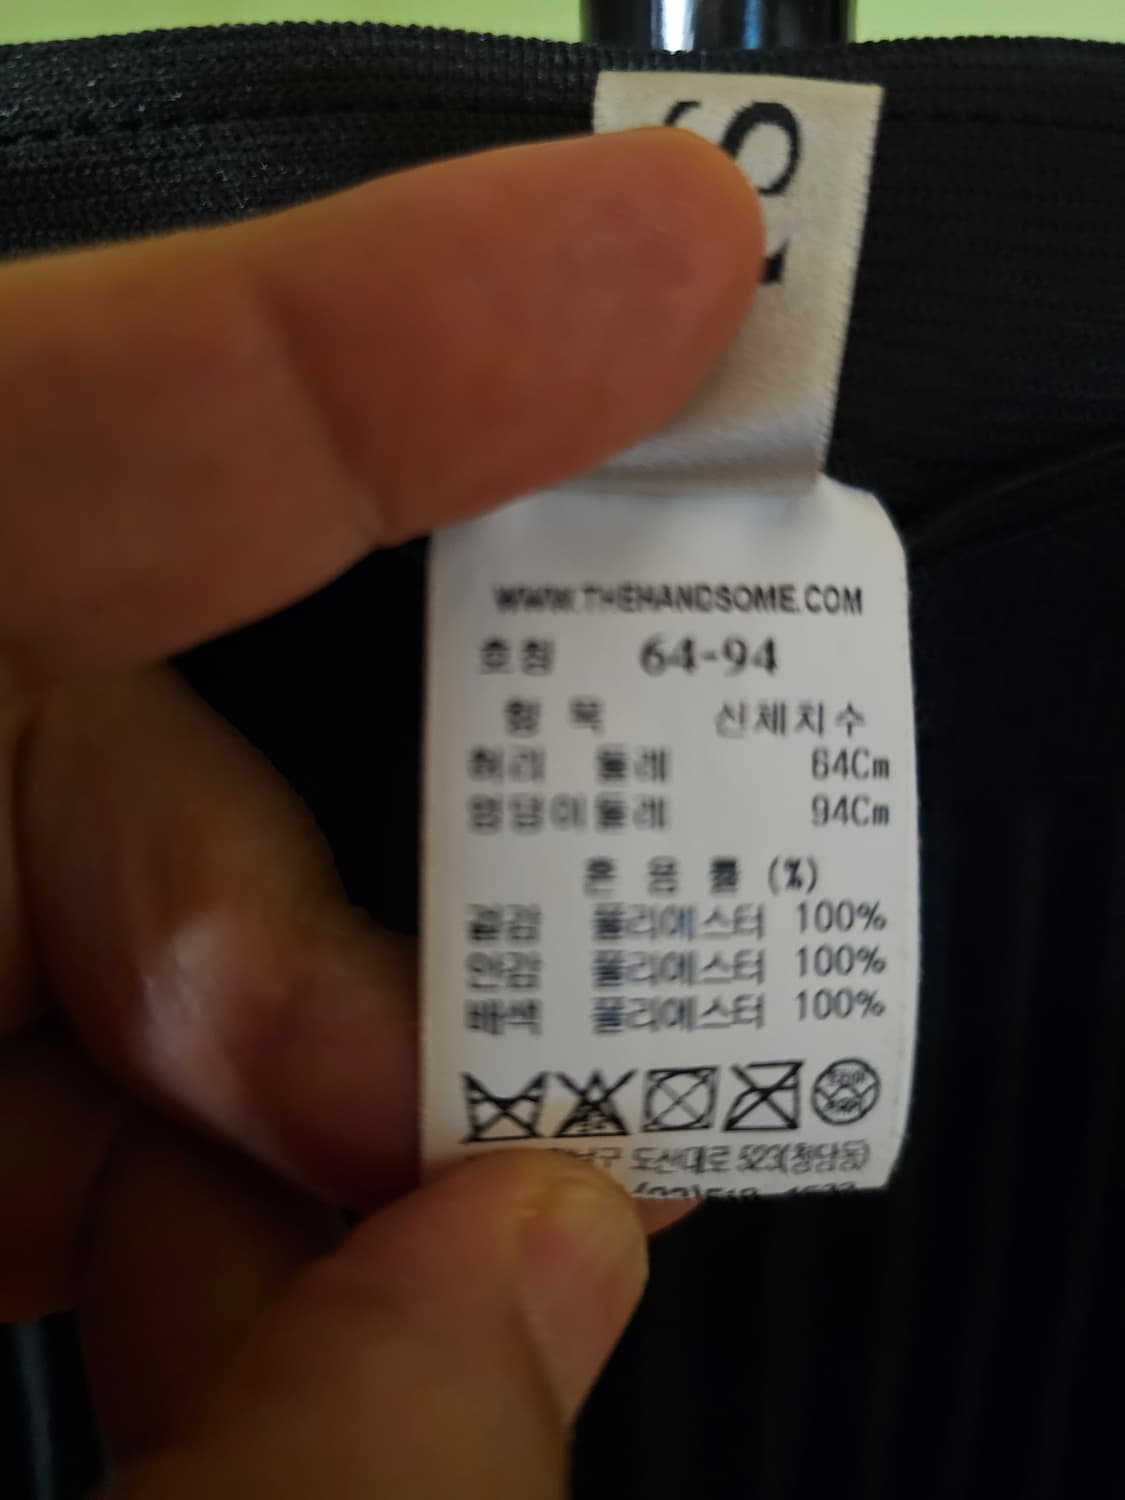 WWW.THEHANDSOME.COM
호칭 64-94
항 목 신체치수
허리 둘레 64Cm
엉덩이둘레 94Cm
혼 용 률 (%)
겉감 폴리에스터 100%
안감 폴리에스터 100%
배색 폴리에스터 100%
도산대로 523(청담동)